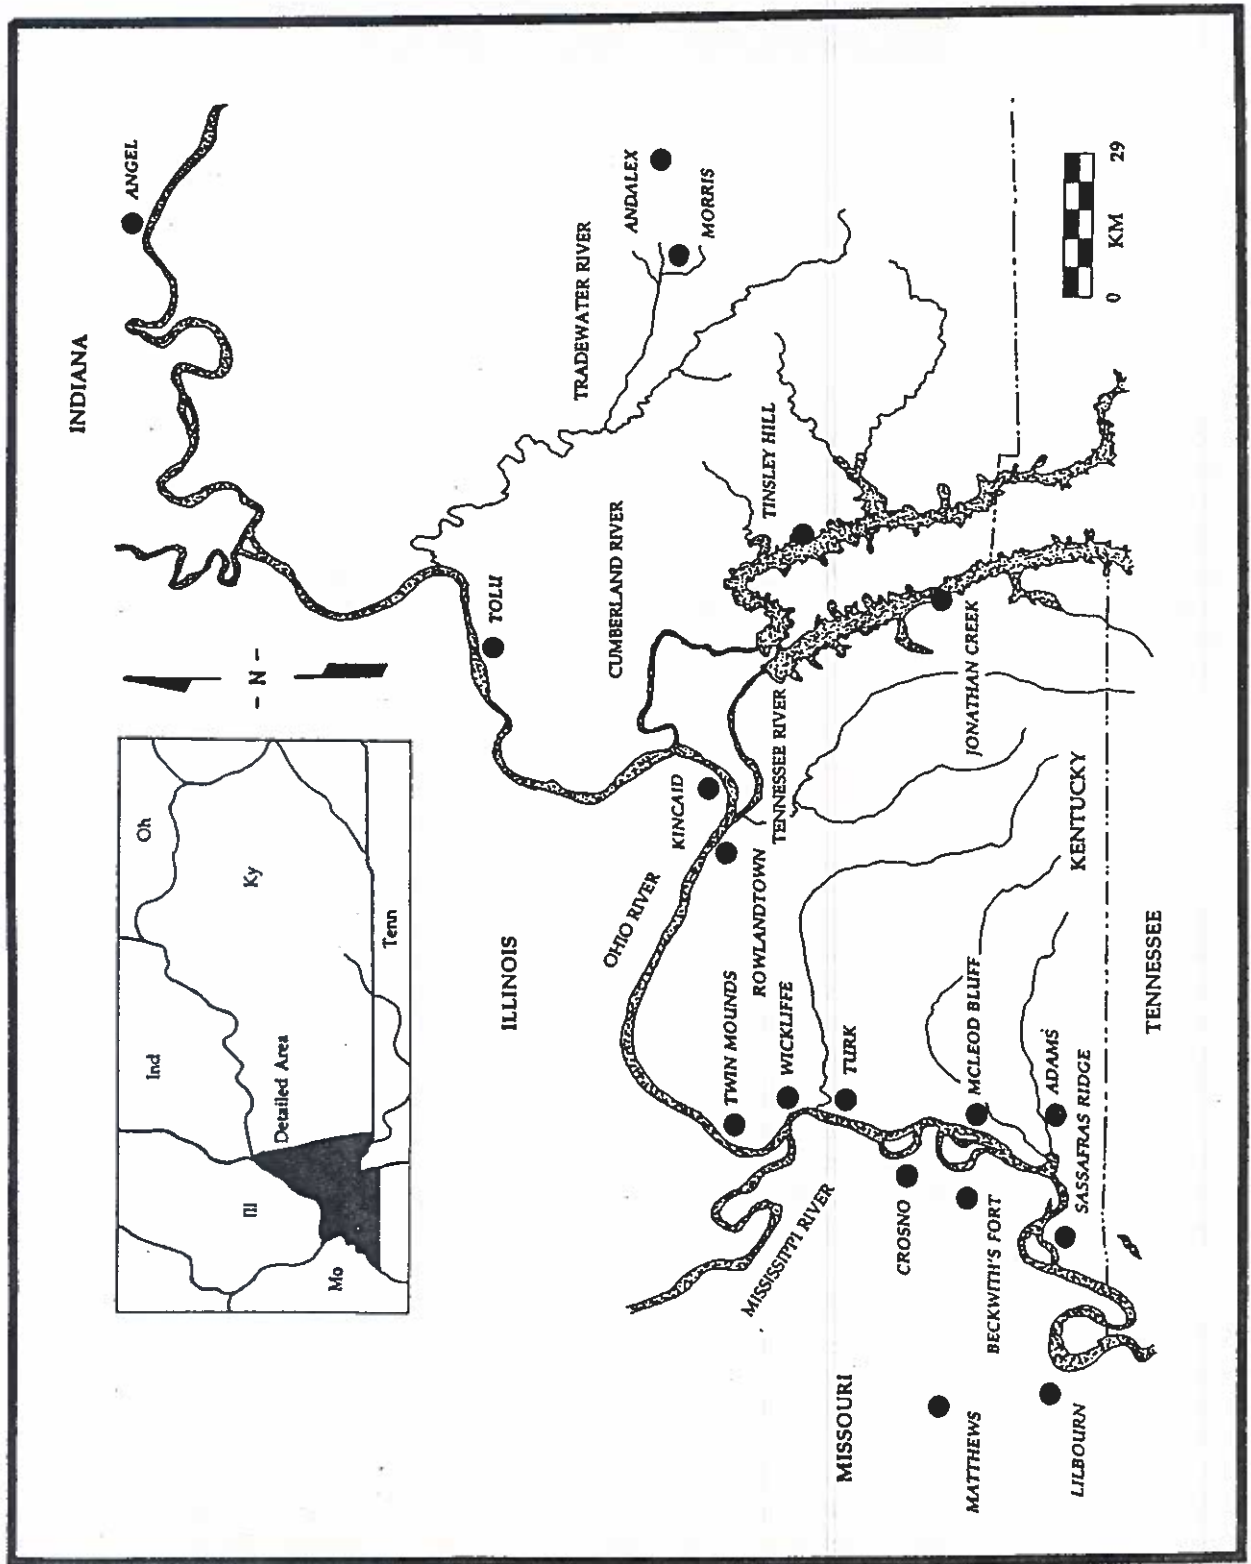 INDIANA
ANGEL
Oh
Ind
Ky
Ill
Detailed Area
Mo
Tenn
- N -
TOLU
TRADEWATER RIVER
ANDALEX
MORRIS
ILLINOIS
OHIO RIVER
CUMBERLAND RIVER
KINCAID
TINSLEY HILL
TWIN MOUNDS
ROWLANDTOWN
TENNESSEE RIVER
WICKLIFFE
MISSISSIPPI RIVER
TURK
MISSOURI
CROSNO
MCLEOD BLUFF
JONATHAN CREEK
BECKWITH'S FORT
MATTHEWS
ADAMS
KENTUCKY
SASSAFRAS RIDGE
LILBOURN
TENNESSEE
0 KM 29